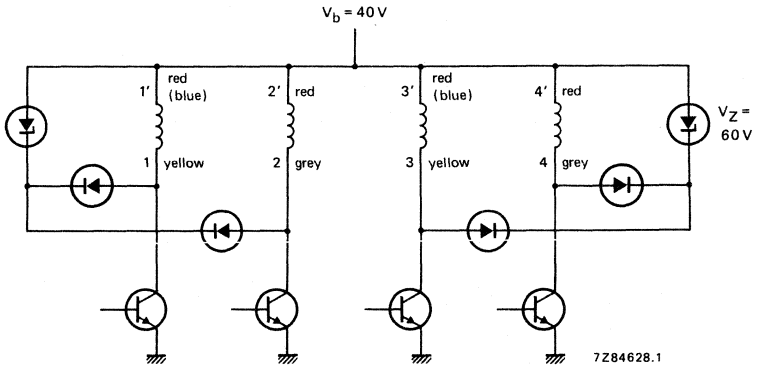 V_b = 40 V
1' red (blue)
2' red
3' red (blue)
4' red
V_Z = 60 V
1 yellow
2 grey
3 yellow
4 grey
7Z84628.1